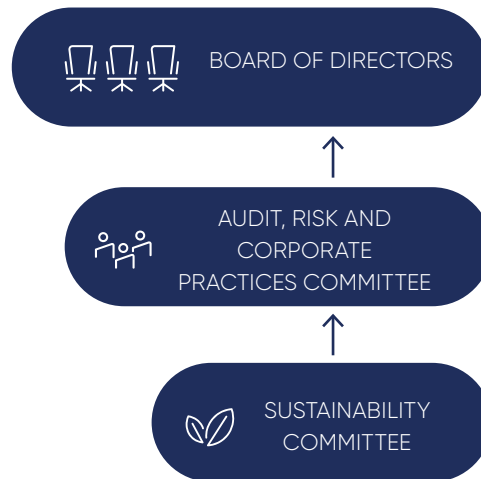 BOARD OF DIRECTORS
AUDIT, RISK AND
CORPORATE
PRACTICES COMMITTEE
SUSTAINABILITY
COMMITTEE